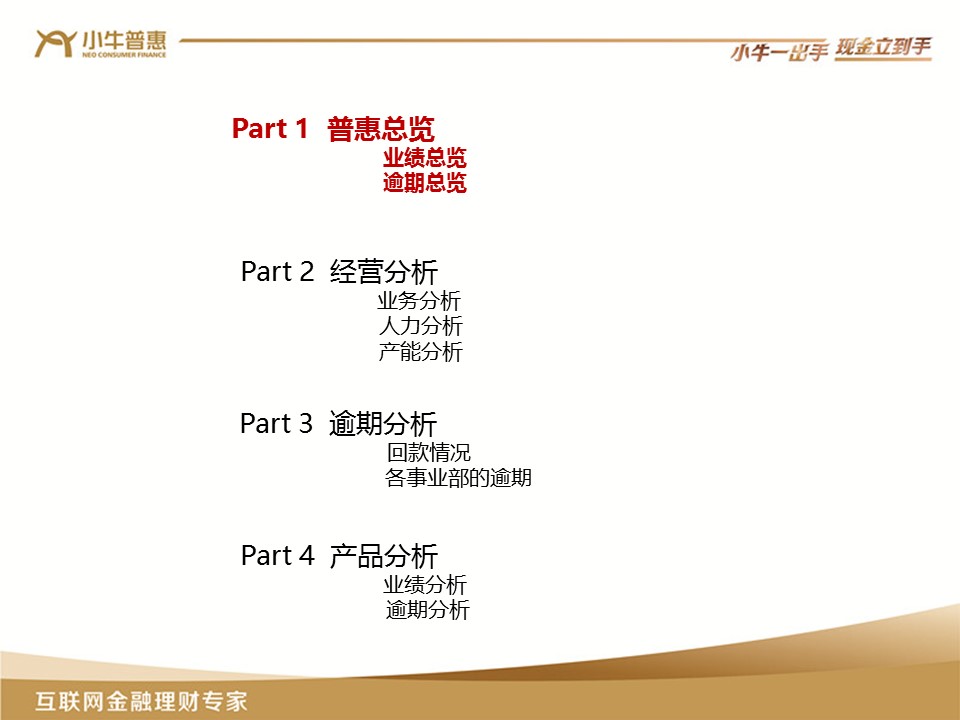 小牛普惠
NEO CONSUMER FINANCE
小牛一出手 现金立到手
Part 1 普惠总览
业绩总览
逾期总览
Part 2 经营分析
业务分析
人力分析
产能分析
Part 3 逾期分析
回款情况
各事业部的逾期
Part 4 产品分析
业绩分析
逾期分析
互联网金融理财专家